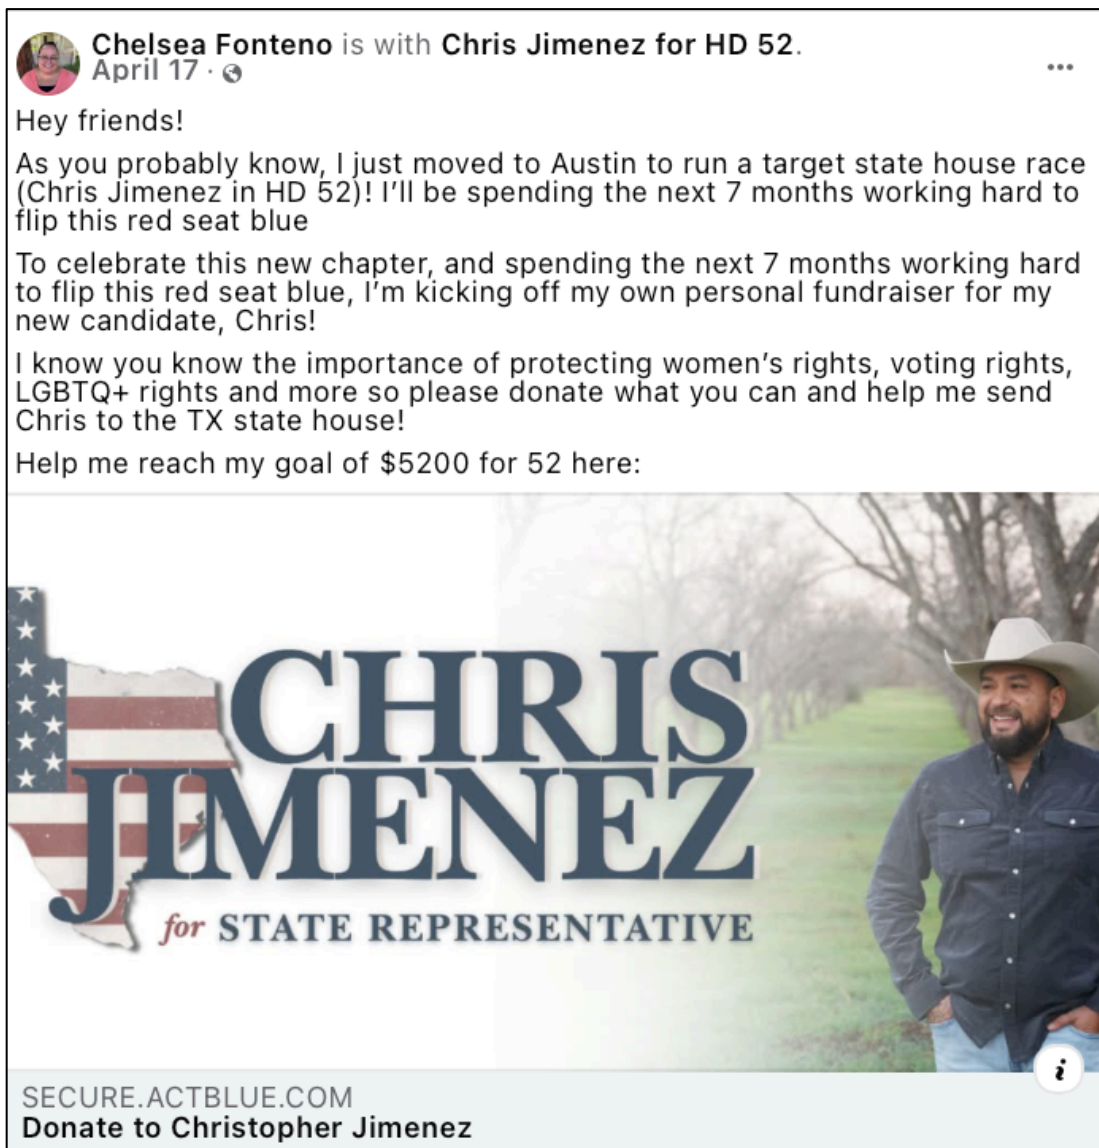 Chelsea Fonteno is with Chris Jimenez for HD 52.
April 17 ·
Hey friends!
As you probably know, I just moved to Austin to run a target state house race
(Chris Jimenez in HD 52)! I'll be spending the next 7 months working hard to
flip this red seat blue
To celebrate this new chapter, and spending the next 7 months working hard
to flip this red seat blue, I'm kicking off my own personal fundraiser for my
new candidate, Chris!
I know you know the importance of protecting women's rights, voting rights,
LGBTQ+ rights and more so please donate what you can and help me send
Chris to the TX state house!
Help me reach my goal of $5200 for 52 here:
CHRIS
JIMENEZ
for STATE REPRESENTATIVE
SECURE.ACTBLUE.COM
Donate to Christopher Jimenez